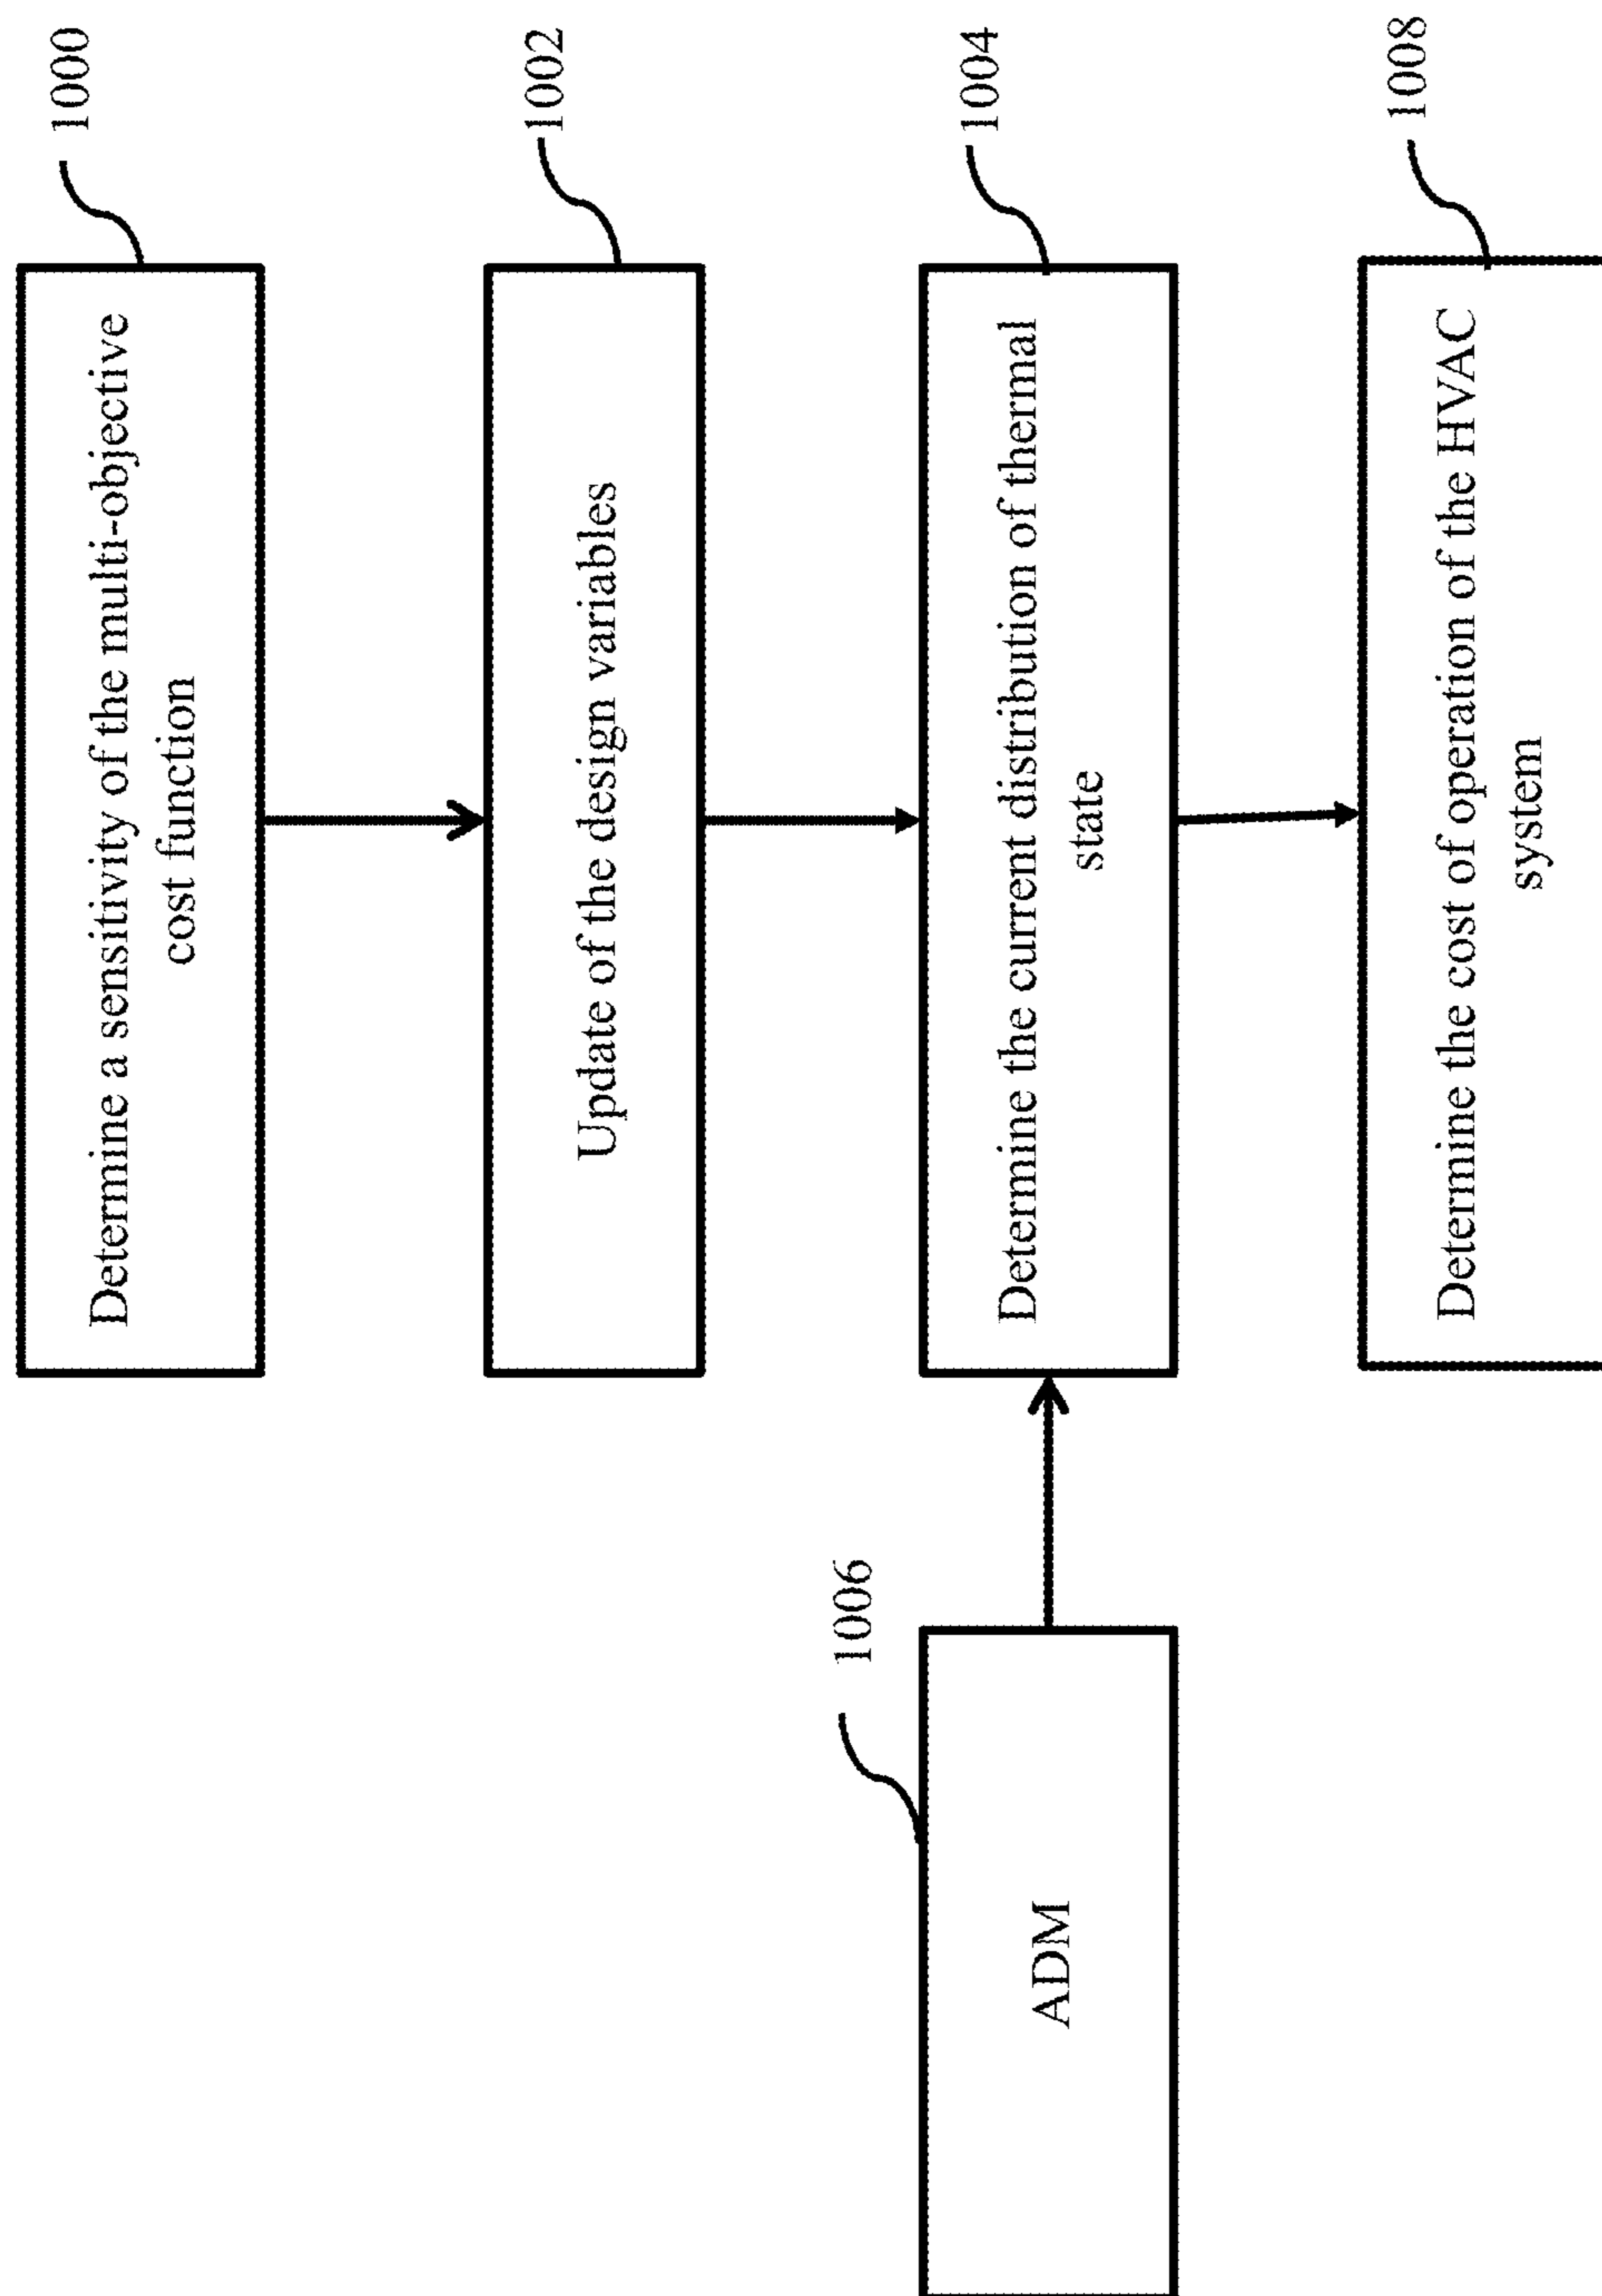 Determine a sensitivity of the multi-objective
cost function
1000
Update of the design variables
1002
Determine the current distribution of thermal
state
1004
ADM
1006
Determine the cost of operation of the HVAC
system
1008